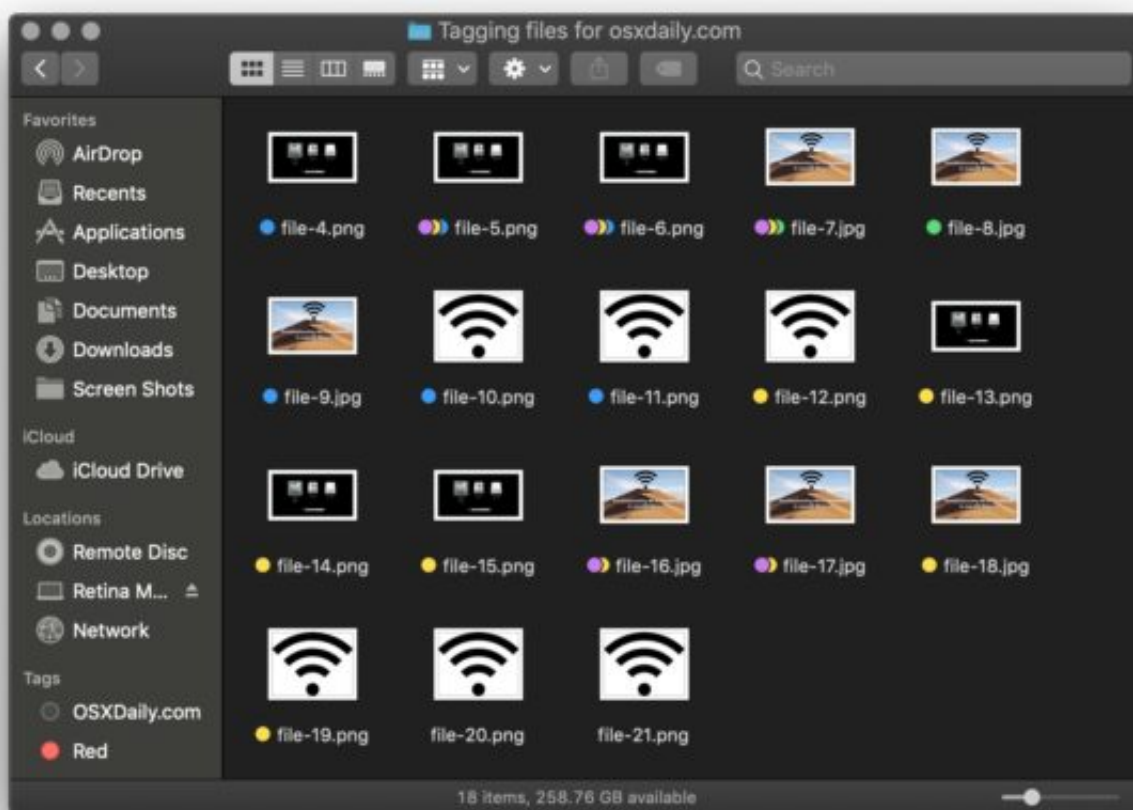 Tagging files for osxdaily.com
Search
Favorites
AirDrop
Recents
Applications
Desktop
Documents
Downloads
Screen Shots
iCloud
iCloud Drive
Locations
Remote Disc
Retina M...
Network
Tags
OSXDaily.com
Red
file-4.png file-5.png file-6.png file-7.jpg file-8.jpg
file-9.jpg file-10.png file-11.png file-12.png file-13.png
file-14.png file-15.png file-16.jpg file-17.jpg file-18.jpg
file-19.png file-20.png file-21.png
18 items, 258.76 GB available